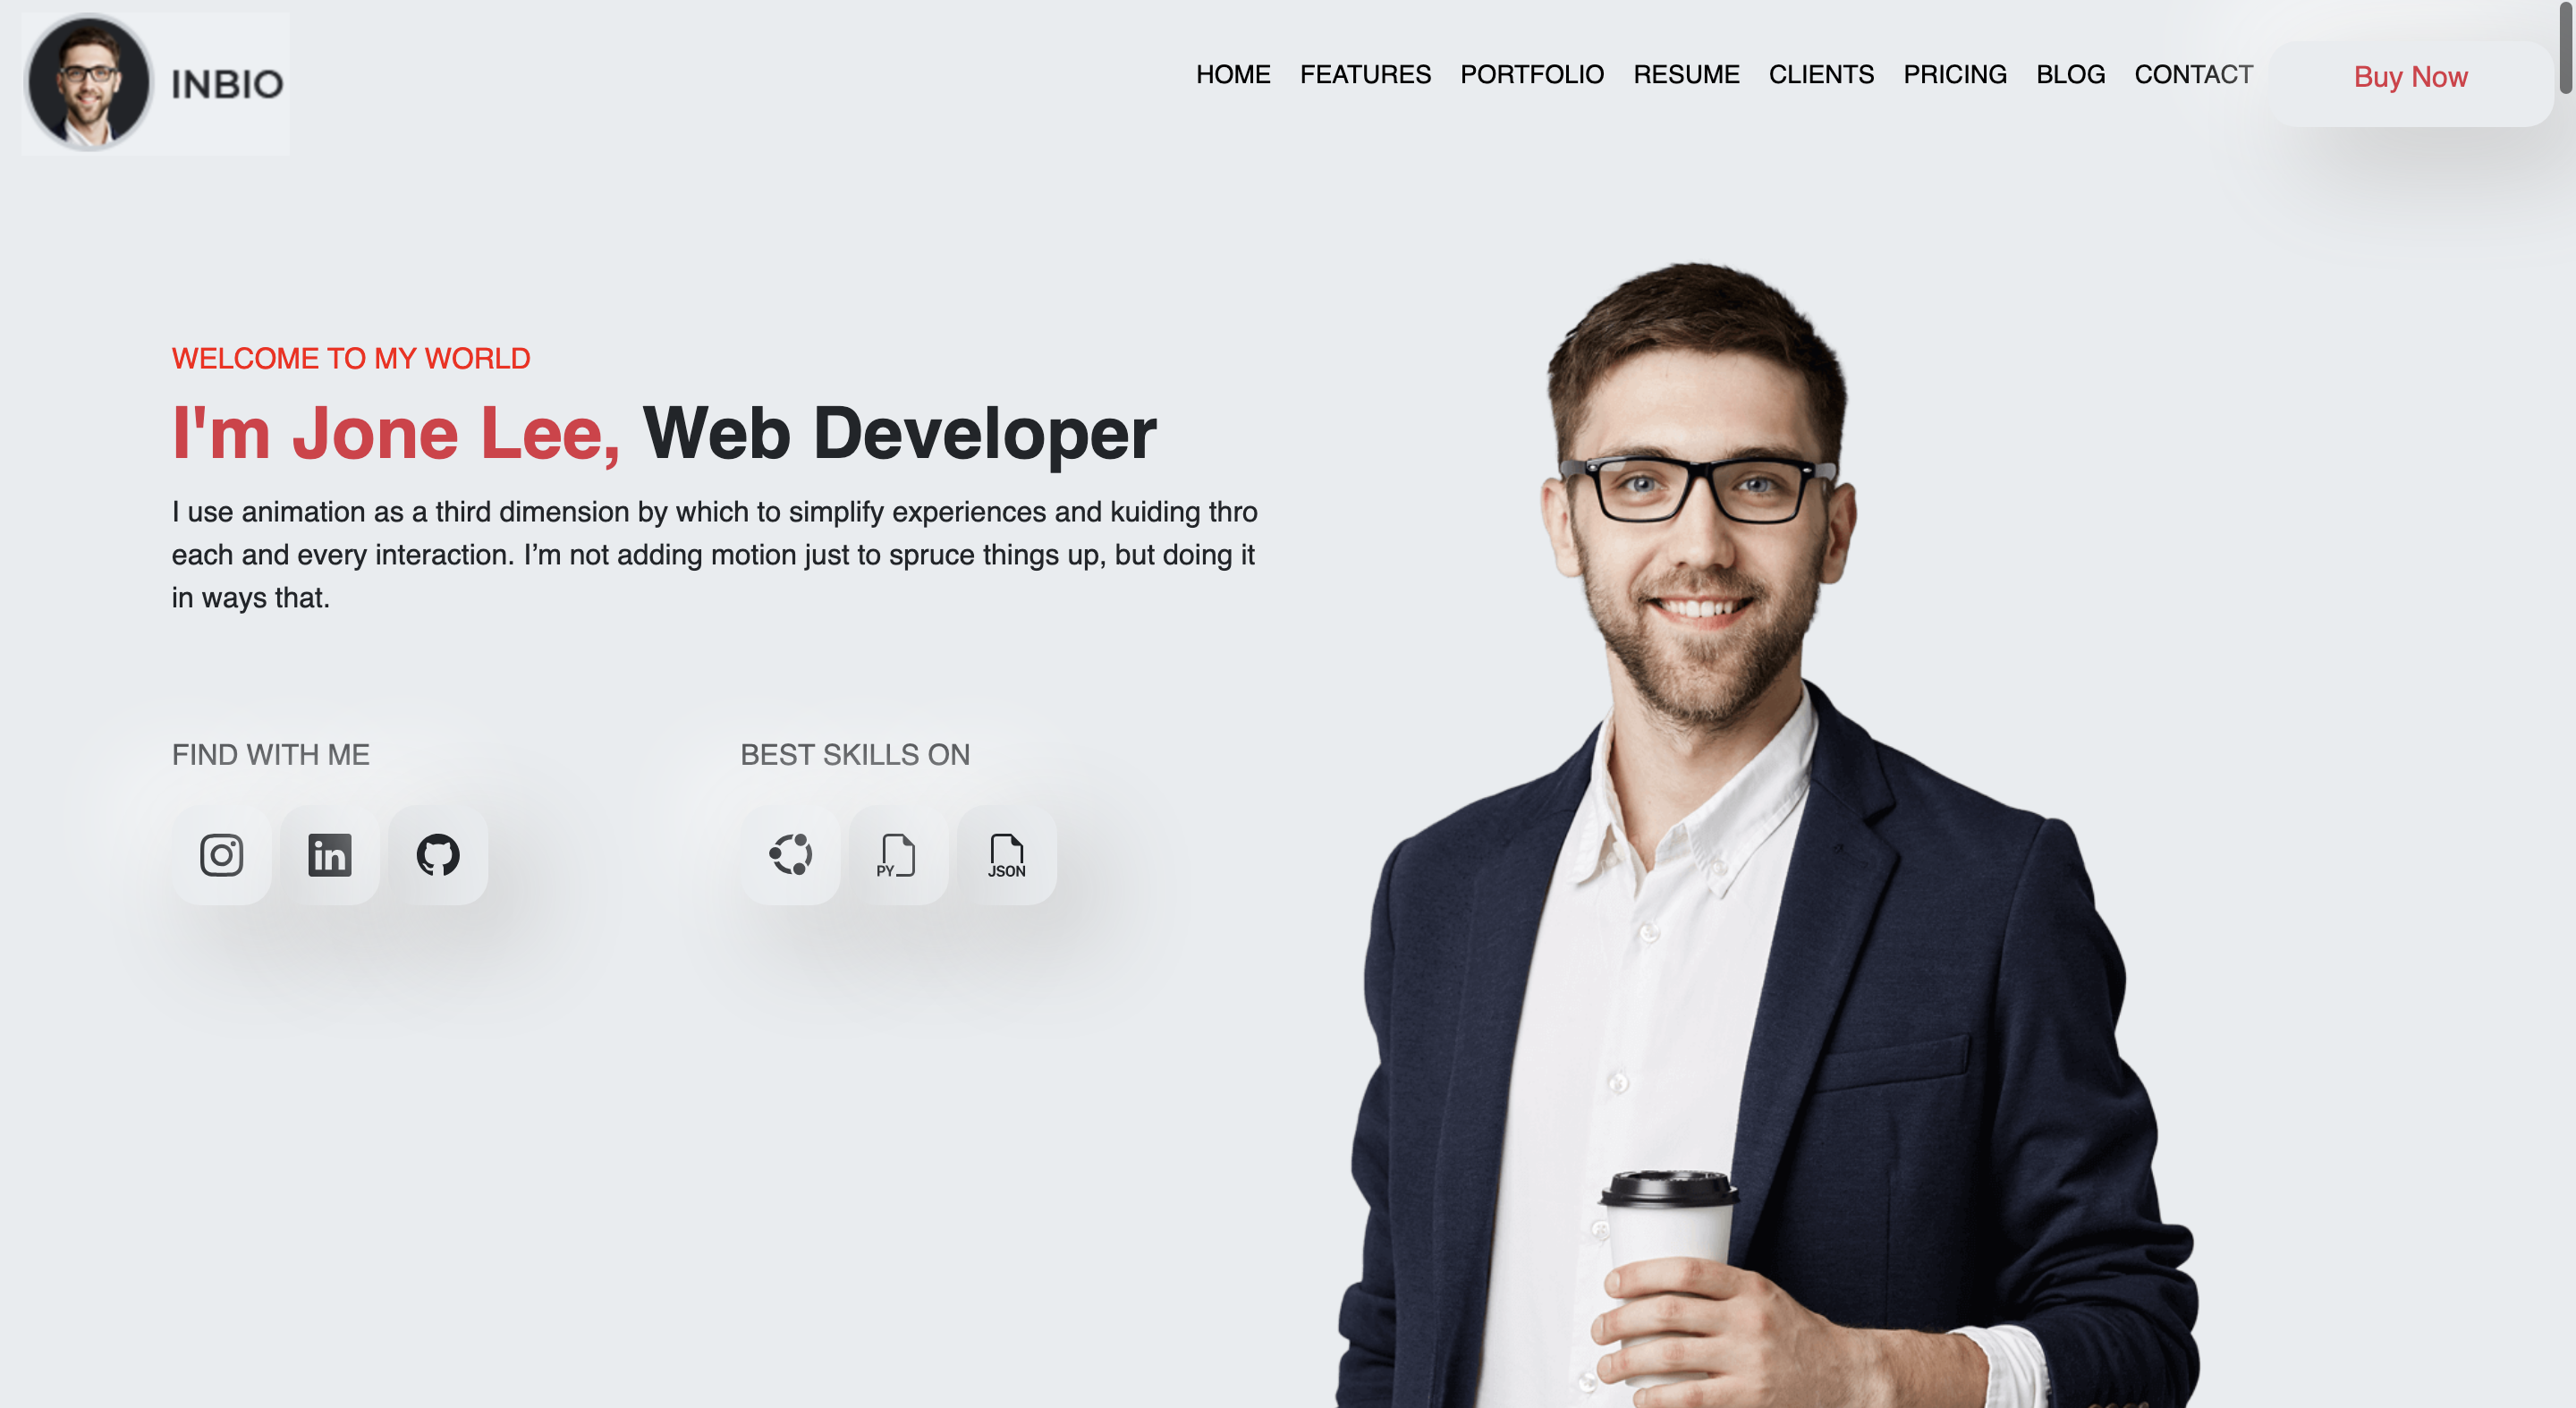 INBIO
HOME FEATURES PORTFOLIO RESUME CLIENTS PRICING BLOG CONTACT Buy Now
WELCOME TO MY WORLD
I'm Jone Lee, Web Developer
I use animation as a third dimension by which to simplify experiences and kuiding thro
each and every interaction. I’m not adding motion just to spruce things up, but doing it
in ways that.
FIND WITH ME
BEST SKILLS ON
in
PY
JSON